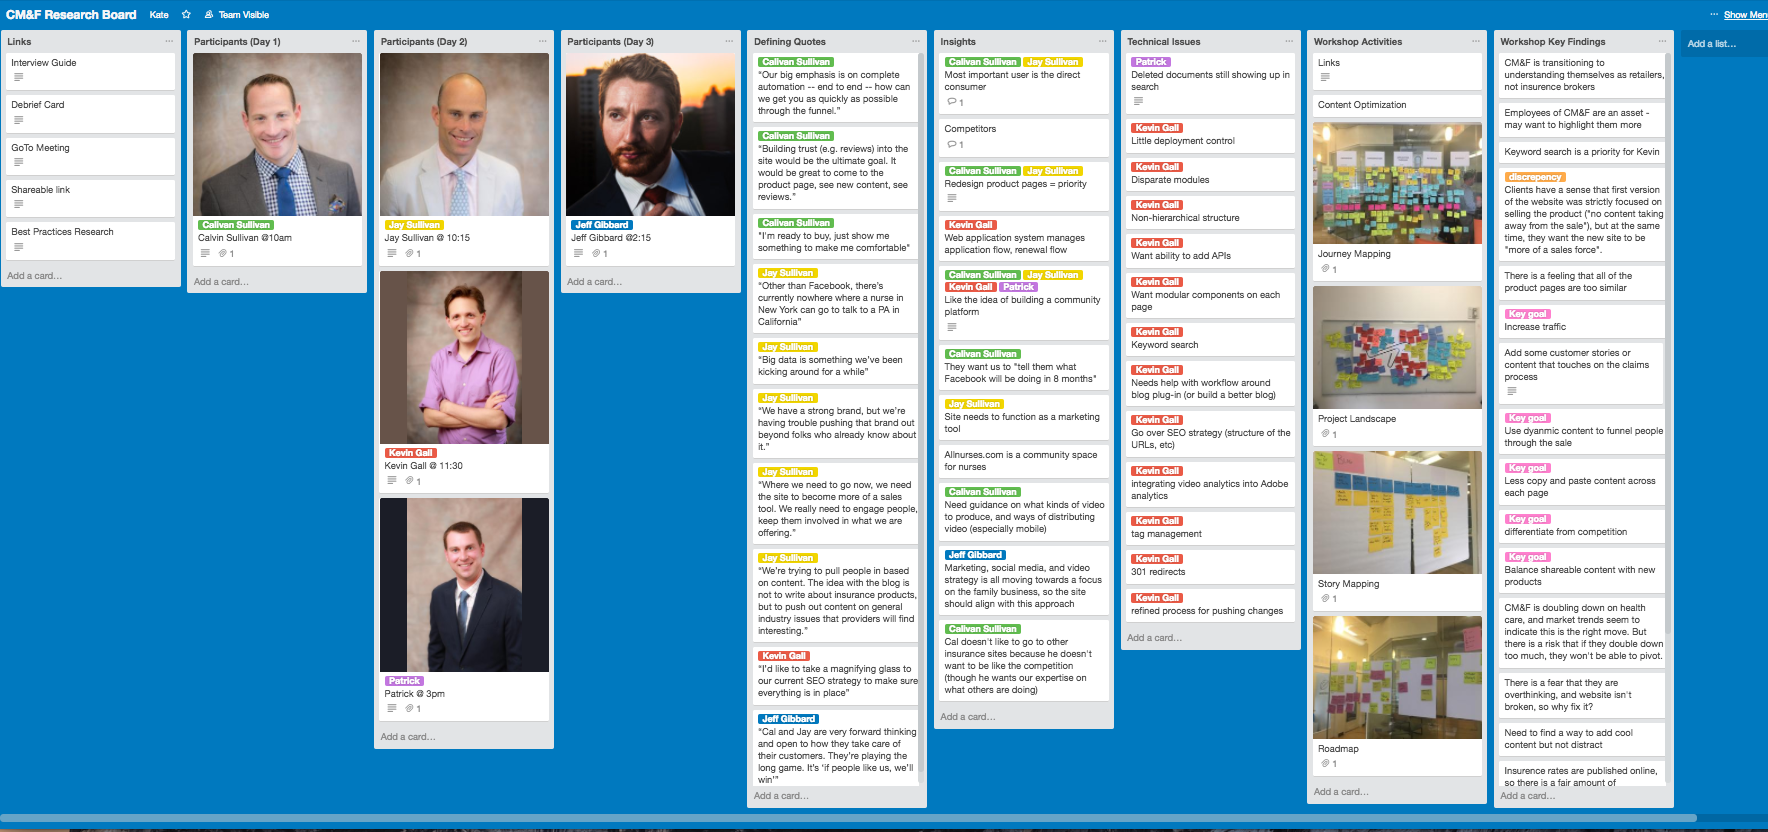 CM&F Research Board
Kate
Team Visible
Show Men
Links
Interview Guide
Debrief Card
GoTo Meeting
Shareable link
Best Practices Research
Add a card…
Participants (Day 1)
Calivan Sullivan
Calvin Sullivan @10am
1
Add a card…
Participants (Day 2)
Jay Sullivan
Jay Sullivan @ 10:15
1
Kevin Gall
Kevin Gall @ 11:30
1
Patrick
Patrick @ 3pm
1
Add a card…
Participants (Day 3)
Jeff Gibbard
Jeff Gibbard @2:15
1
Add a card…
Defining Quotes
Calivan Sullivan
“Our big emphasis is on complete
automation -- end to end -- how can
we get you as quickly as possible
through the funnel.”
Calivan Sullivan
“Building trust (e.g. reviews) into the
site would be the ultimate goal. It
would be great to come to the
product page, see new content, see
reviews.”
Calivan Sullivan
"I'm ready to buy, just show me
something to make me comfortable"
Jay Sullivan
“Other than Facebook, there’s
currently nowhere where a nurse in
New York can go to talk to a PA in
California”
Jay Sullivan
“Big data is something we’ve been
kicking around for a while”
Jay Sullivan
“We have a strong brand, but we’re
having trouble pushing that brand out
beyond folks who already know about
it.”
Jay Sullivan
“Where we need to go now, we need
the site to become more of a sales
tool. We really need to engage people,
keep them involved in what we are
offering.”
Jay Sullivan
“We’re trying to pull people in based
on content. The idea with the blog is
not to write about insurance products,
but to push out content on general
industry issues that providers will find
interesting.”
Kevin Gall
“I’d like to take a magnifying glass to
our current SEO strategy to make sure
everything is in place”
Jeff Gibbard
“Cal and Jay are very forward thinking
and open to how they take care of
their customers. They’re playing the
long game. It’s ‘if people like us, we’ll
win’”
Add a card…
Insights
Calivan Sullivan Jay Sullivan
Most important user is the direct
consumer
1
Competitors
1
Calivan Sullivan Jay Sullivan
Redesign product pages = priority
Kevin Gall
Web application system manages
application flow, renewal flow
Calivan Sullivan Jay Sullivan
Kevin Gall Patrick
Like the idea of building a community
platform
Calivan Sullivan
They want us to "tell them what
Facebook will be doing in 8 months"
Jay Sullivan
Site needs to function as a marketing
tool
Allnurses.com is a community space
for nurses
Calivan Sullivan
Need guidance on what kinds of video
to produce, and ways of distributing
video (especially mobile)
Jeff Gibbard
Marketing, social media, and video
strategy is all moving towards a focus
on the family business, so the site
should align with this approach
Calivan Sullivan
Cal doesn't like to go to other
insurance sites because he doesn't
want to be like the competition
(though he wants our expertise on
what others are doing)
Add a card…
Technical Issues
Patrick
Deleted documents still showing up in
search
Kevin Gall
Little deployment control
Kevin Gall
Disparate modules
Kevin Gall
Non-hierarchical structure
Kevin Gall
Want ability to add APIs
Kevin Gall
Want modular components on each
page
Kevin Gall
Keyword search
Kevin Gall
Needs help with workflow around
blog plug-in (or build a better blog)
Kevin Gall
Go over SEO strategy (structure of the
URLs, etc)
Kevin Gall
integrating video analytics into Adobe
analytics
Kevin Gall
tag management
Kevin Gall
301 redirects
Kevin Gall
refined process for pushing changes
Add a card…
Workshop Activities
Links
Content Optimization
Journey Mapping
1
Project Landscape
1
Story Mapping
1
Roadmap
1
Add a card…
Workshop Key Findings
CM&F is transitioning to
understanding themselves as retailers,
not insurence brokers
Employees of CM&F are an asset -
may want to highlight them more
Keyword search is a priority for Kevin
discrepency
Clients have a sense that first version
of the website was strictly focused on
selling the product ("no content taking
away from the sale"), but at the same
time, they want the new site to be
"more of a sales force".
There is a feeling that all of the
product pages are too similar
Key goal
Increase traffic
Add some customer stories or
content that touches on the claims
process
Key goal
Use dyanmic content to funnel people
through the sale
Key goal
Less copy and paste content across
each page
Key goal
differentiate from competition
Key goal
Balance shareable content with new
products
CM&F is doubling down on health
care, and market trends seem to
indicate this is the right move. But
there is a risk that if they double down
too much, they won't be able to pivot.
There is a fear that they are
overthinking, and website isn't
broken, so why fix it?
Need to find a way to add cool
content but not distract
Insurence rates are published online,
so there is a fair amount of
Add a card…
Add a list…